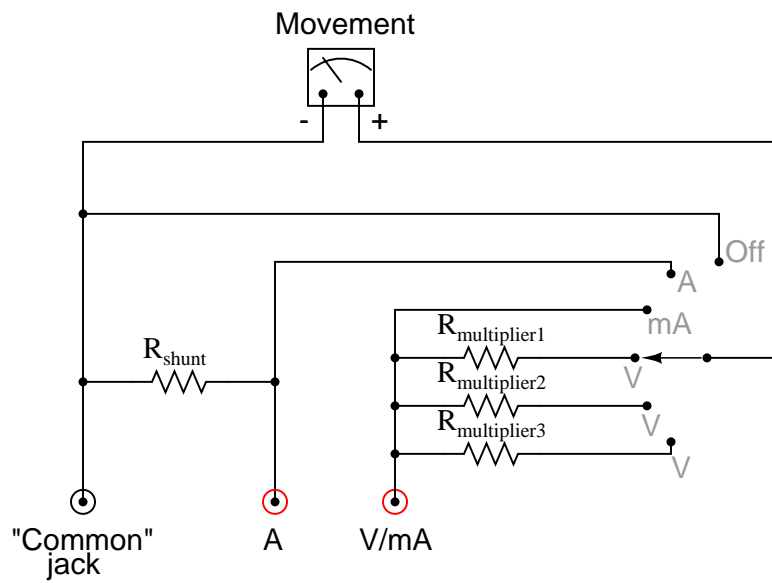 Movement
- +
Off
A
mA
Rmultiplier1
Rshunt
V
Rmultiplier2
V
Rmultiplier3
V
"Common"
jack
A
V/mA